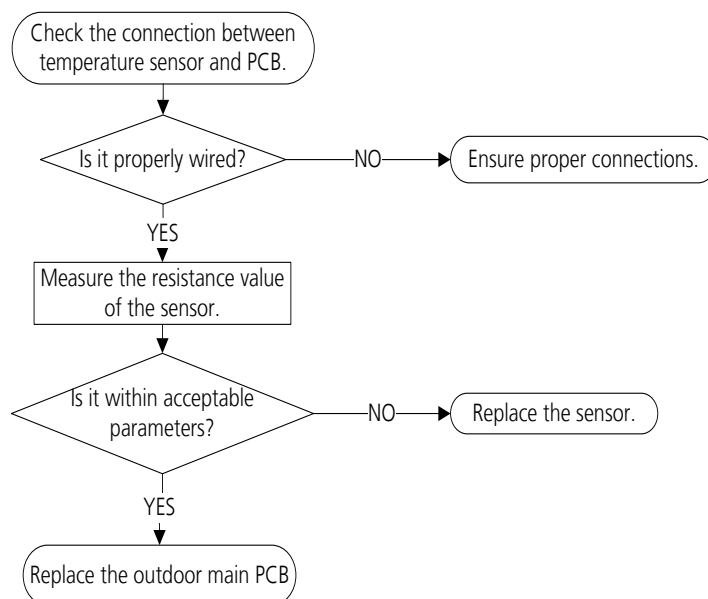 Check the connection between
temperature sensor and PCB.
Is it properly wired?
NO
Ensure proper connections.
YES
Measure the resistance value
of the sensor.
Is it within acceptable
parameters?
NO
Replace the sensor.
YES
Replace the outdoor main PCB